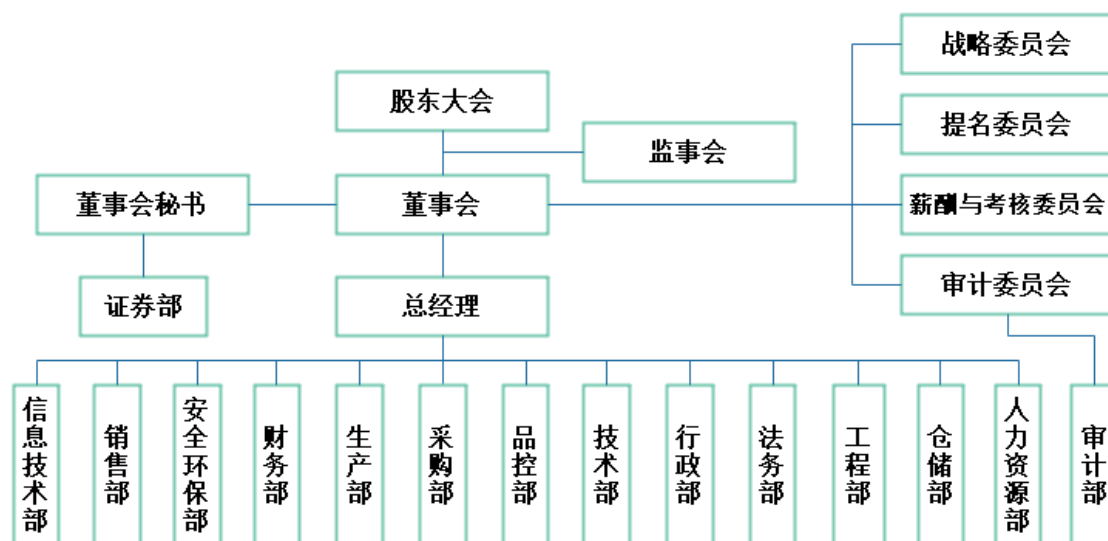 战略委员会
股东大会
提名委员会
监事会
董事会秘书
董事会
薪酬与考核委员会
审计委员会
证券部
总经理
信息技术部
销售部
安全环保部
财务部
生产部
采购部
品控部
技术部
行政部
法务部
工程部
仓储部
人力资源部
审计部